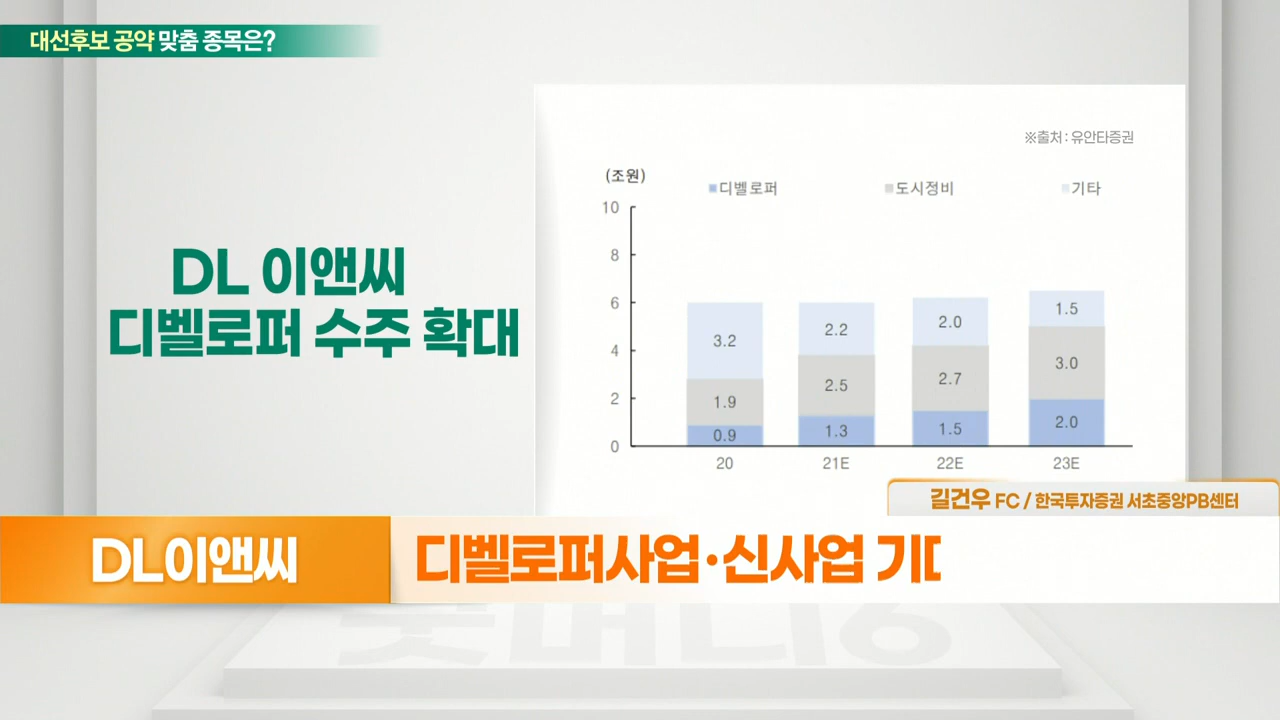 대선후보 공약 맞춤 종목은?
※출처 : 유안타증권
(조원)
디벨로퍼 도시정비 기타
10
8
6
4
2
0
3.2 2.2 2.0 1.5
1.9 2.5 2.7 3.0
0.9 1.3 1.5 2.0
20 21E 22E 23E
DL 이앤씨
디벨로퍼 수주 확대
길건우 FC / 한국투자증권 서초중앙PB센터
DL이앤씨
디벨로퍼사업·신사업